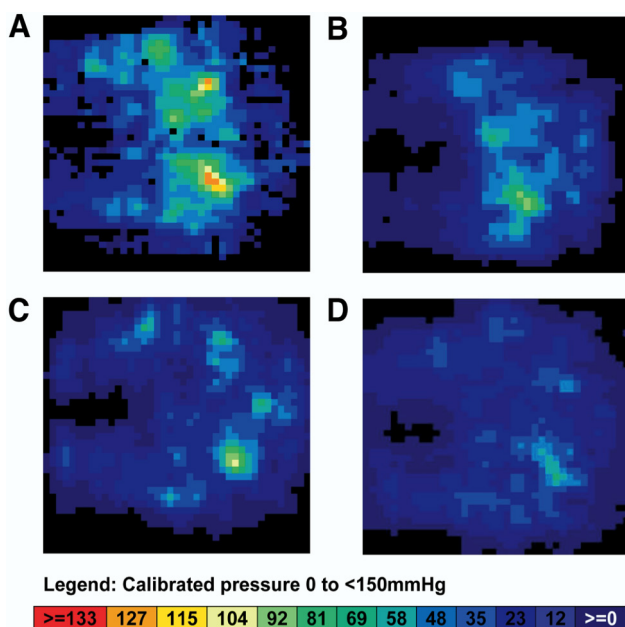 A
B
C
D
Legend: Calibrated pressure 0 to <150mmHg
>=133 127 115 104 92 81 69 58 48 35 23 12 >=0